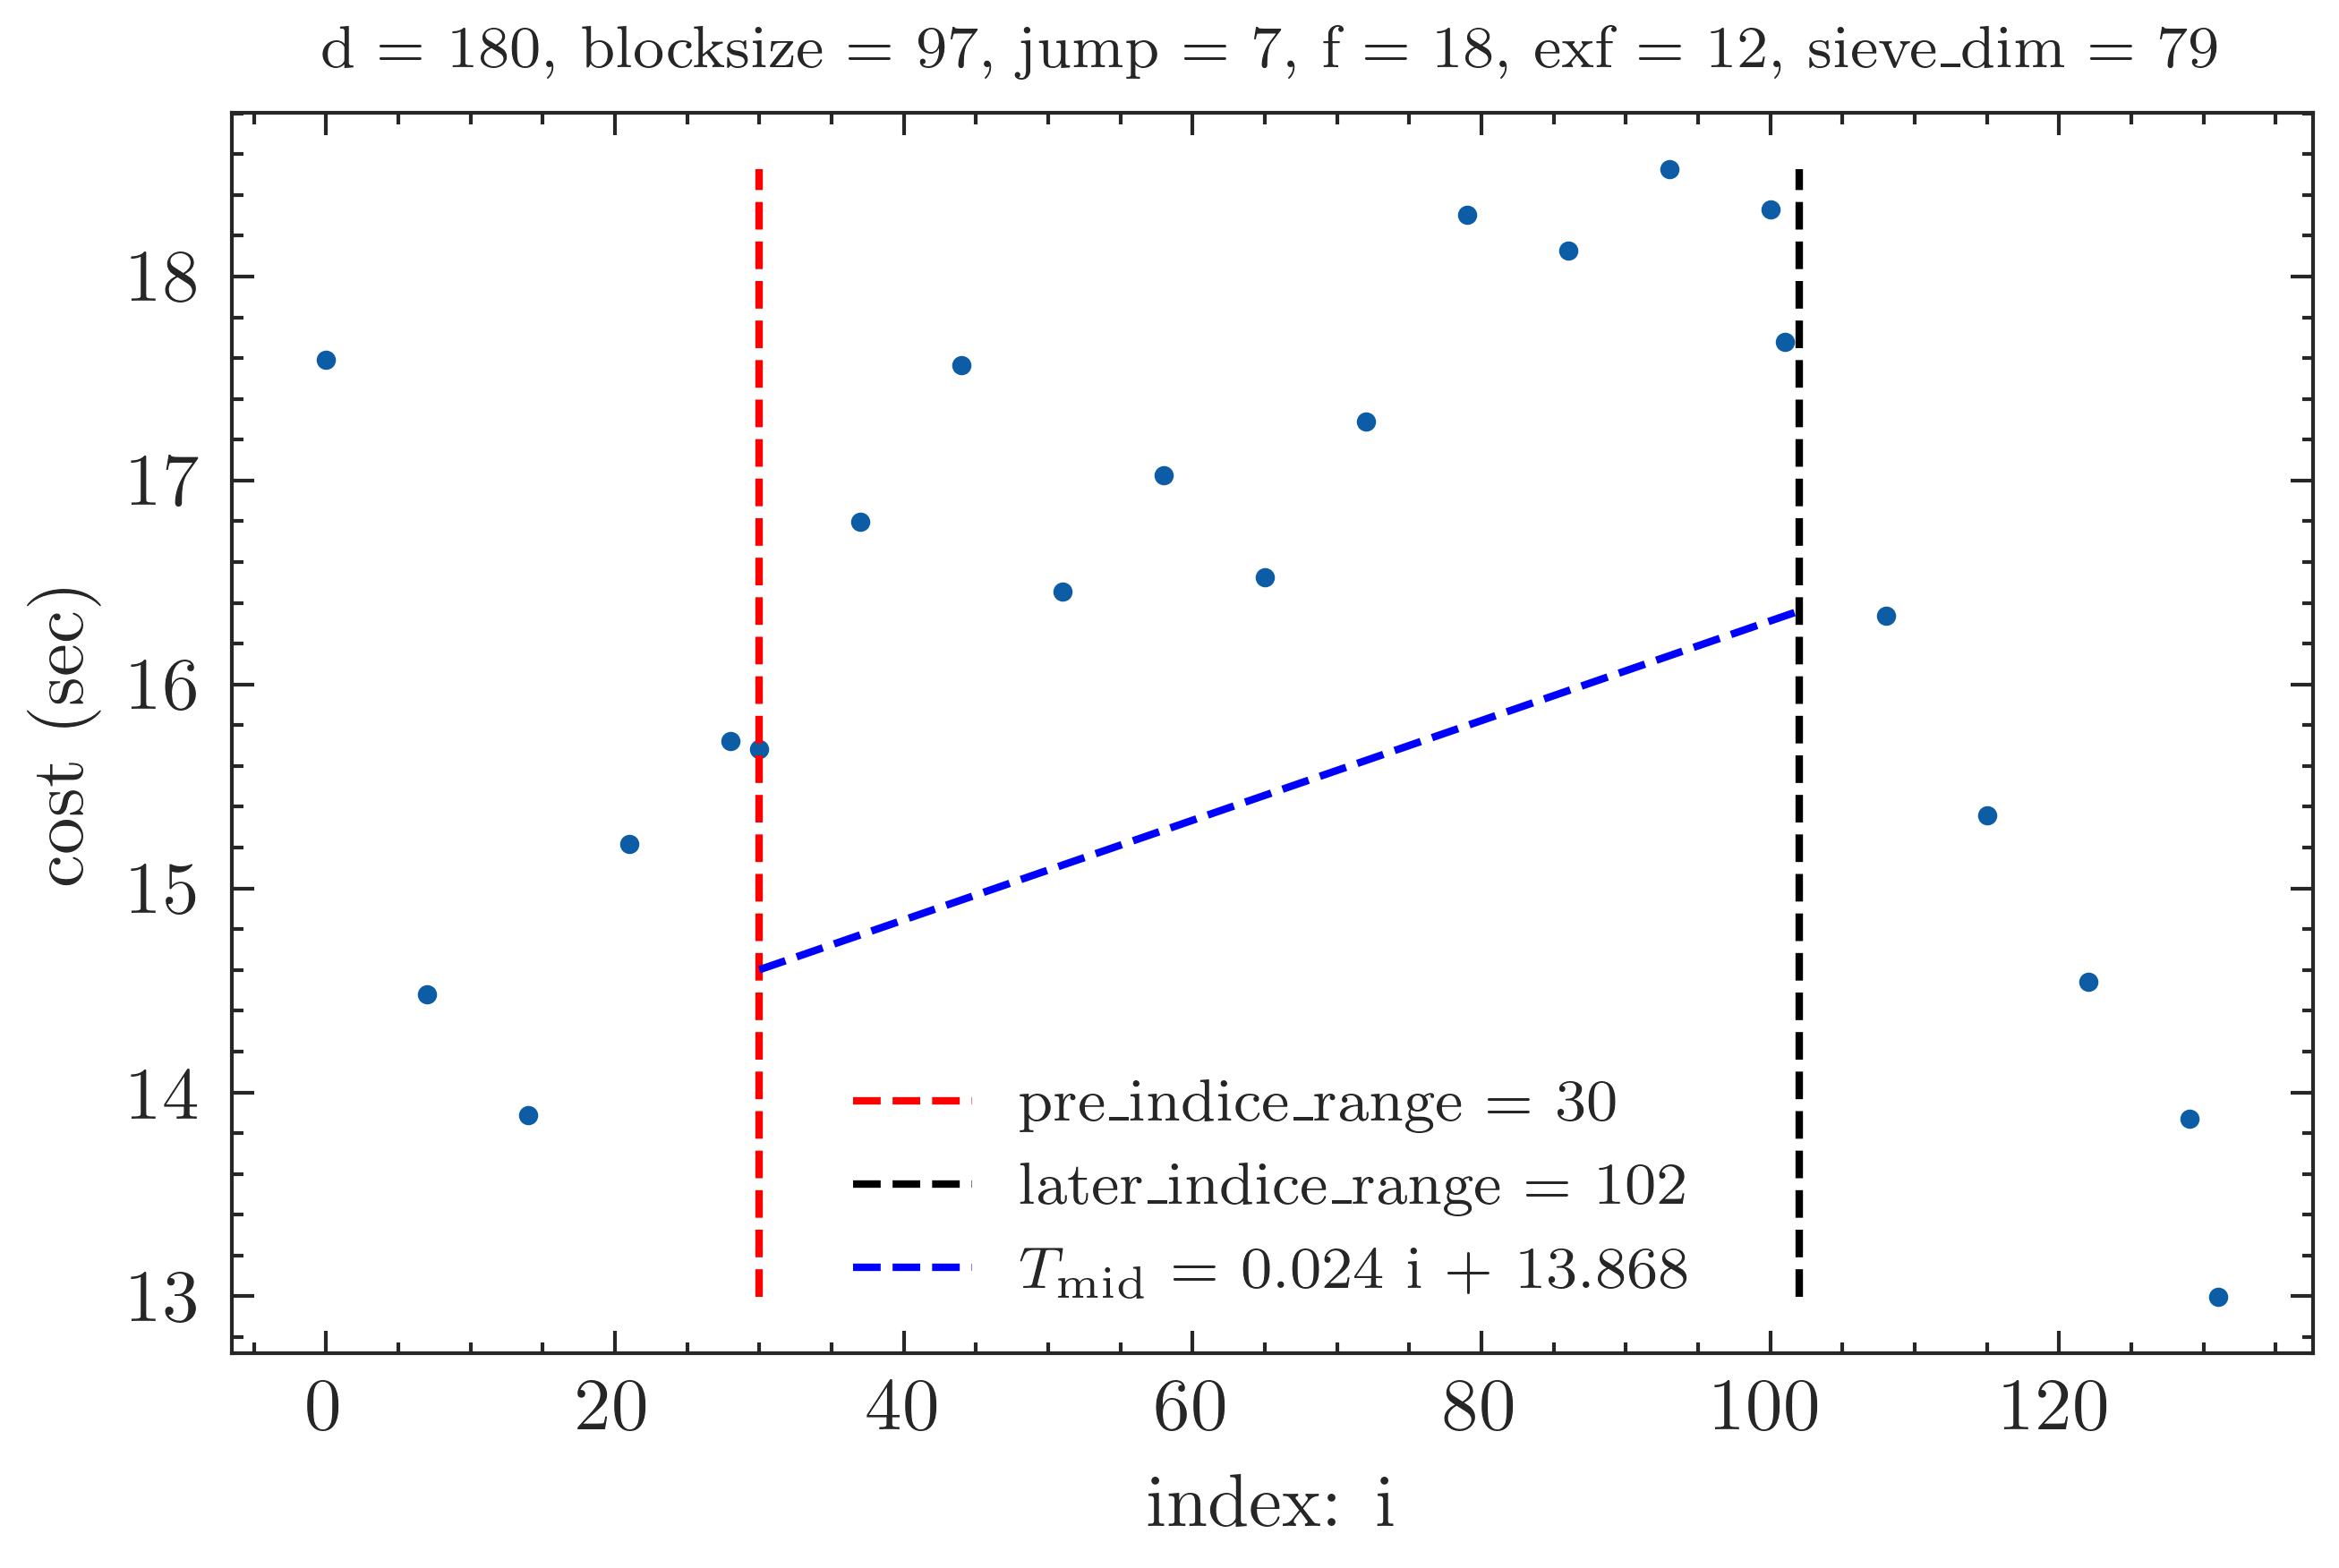 d = 180, blocksize = 97, jump = 7, f = 18, exf = 12, sieve_dim = 79
cost (sec)
18
17
16
15
14
13
pre_indice_range = 30
later_indice_range = 102
T_mid = 0.024 i + 13.868
0 20 40 60 80 100 120
index: i